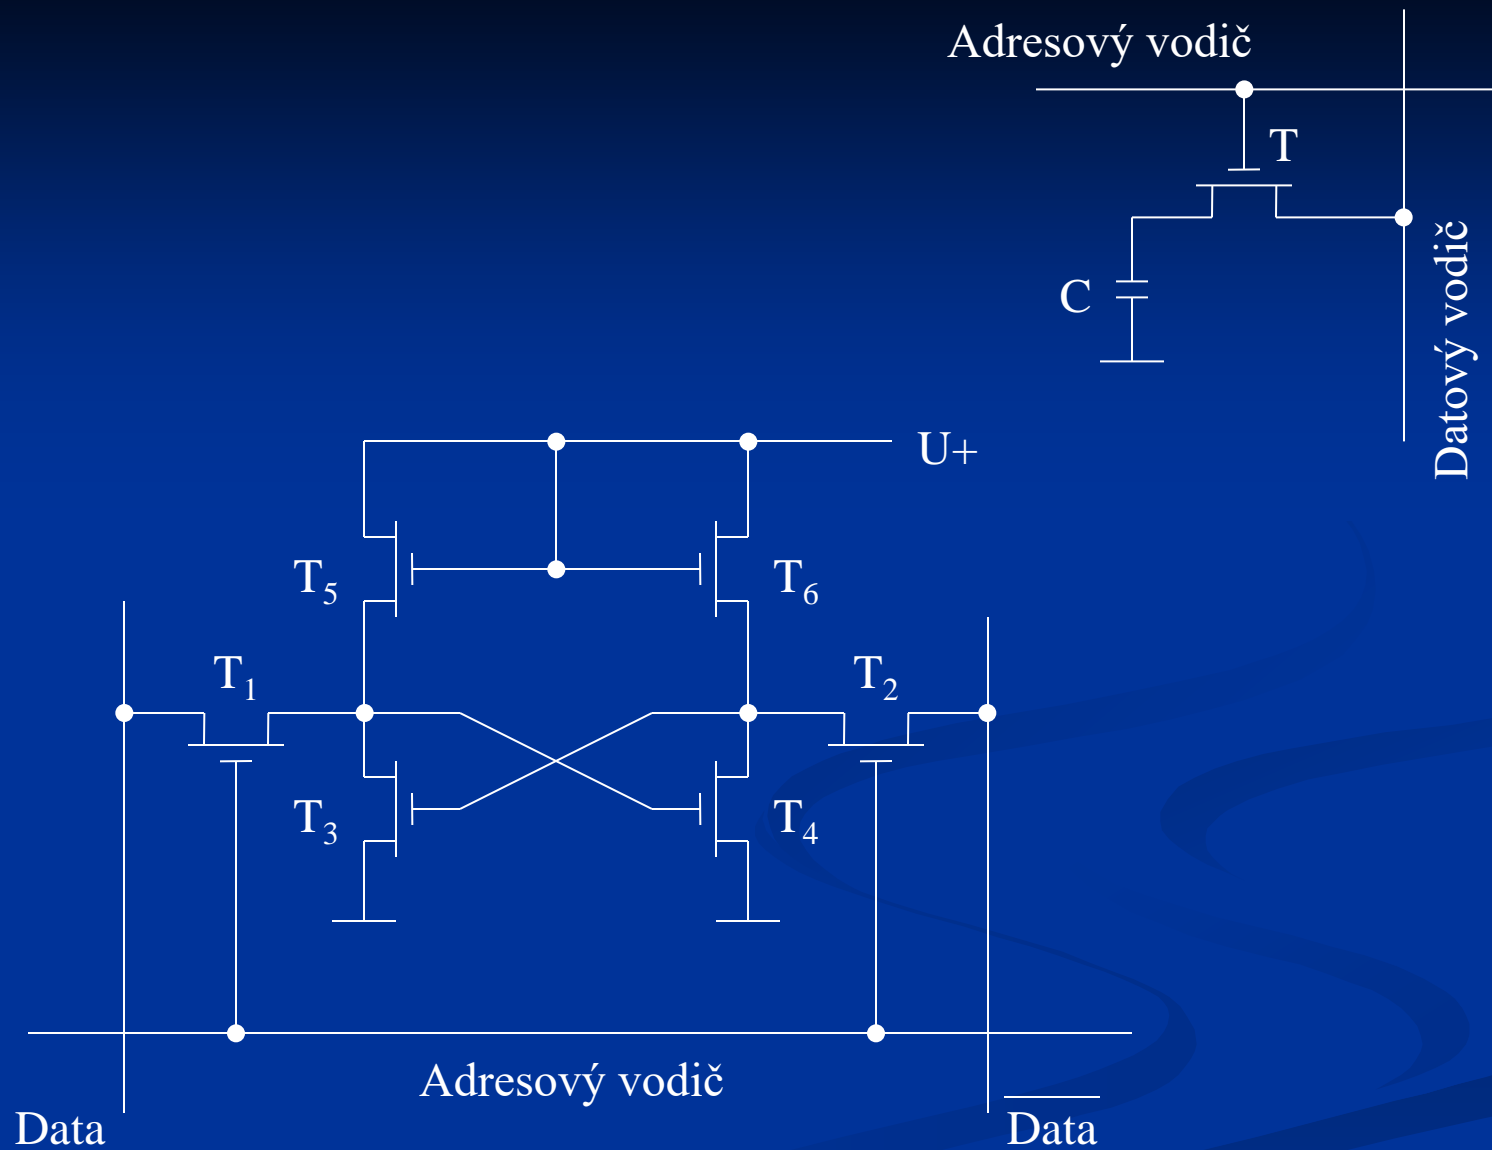 Adresový vodič
T
C
Datový vodič
U+
T5
T6
T1
T2
T3
T4
Adresový vodič
Data
Data